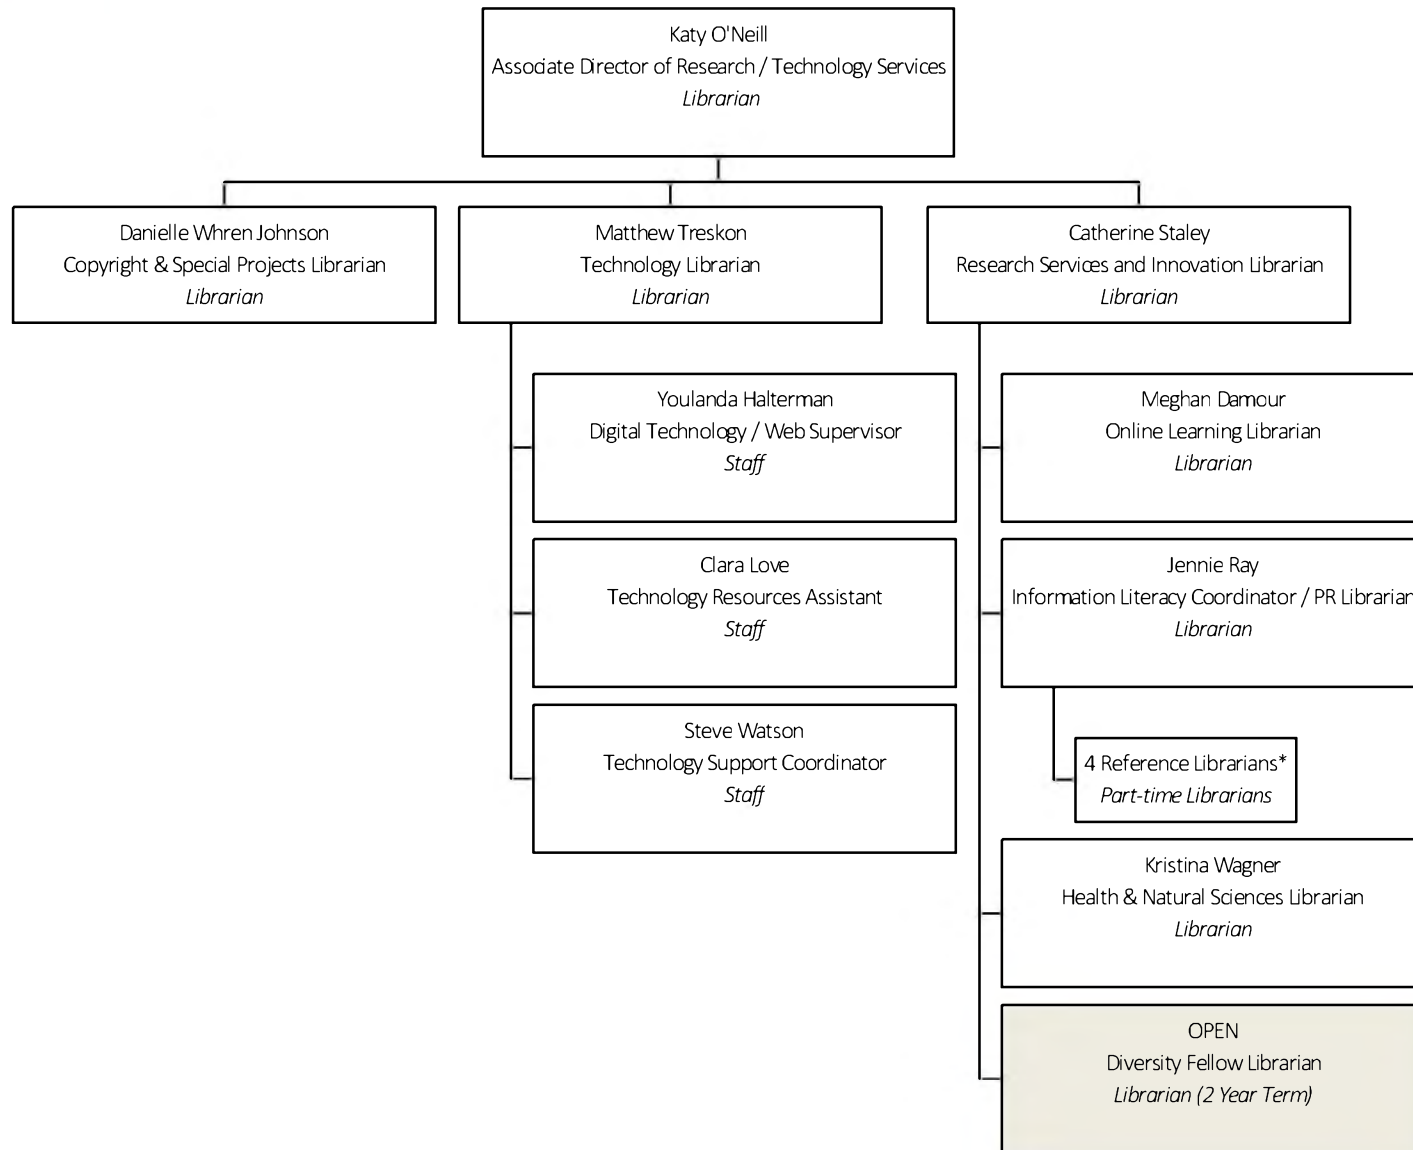 Katy O'Neill
Associate Director of Research / Technology Services
Librarian
Danielle Whren Johnson
Copyright & Special Projects Librarian
Librarian
Matthew Treskon
Technology Librarian
Librarian
Catherine Staley
Research Services and Innovation Librarian
Librarian
Youlanda Halterman
Digital Technology / Web Supervisor
Staff
Clara Love
Technology Resources Assistant
Staff
Steve Watson
Technology Support Coordinator
Staff
Meghan Damour
Online Learning Librarian
Librarian
Jennie Ray
Information Literacy Coordinator / PR Librarian
Librarian
4 Reference Librarians*
Part-time Librarians
Kristina Wagner
Health & Natural Sciences Librarian
Librarian
OPEN
Diversity Fellow Librarian
Librarian (2 Year Term)